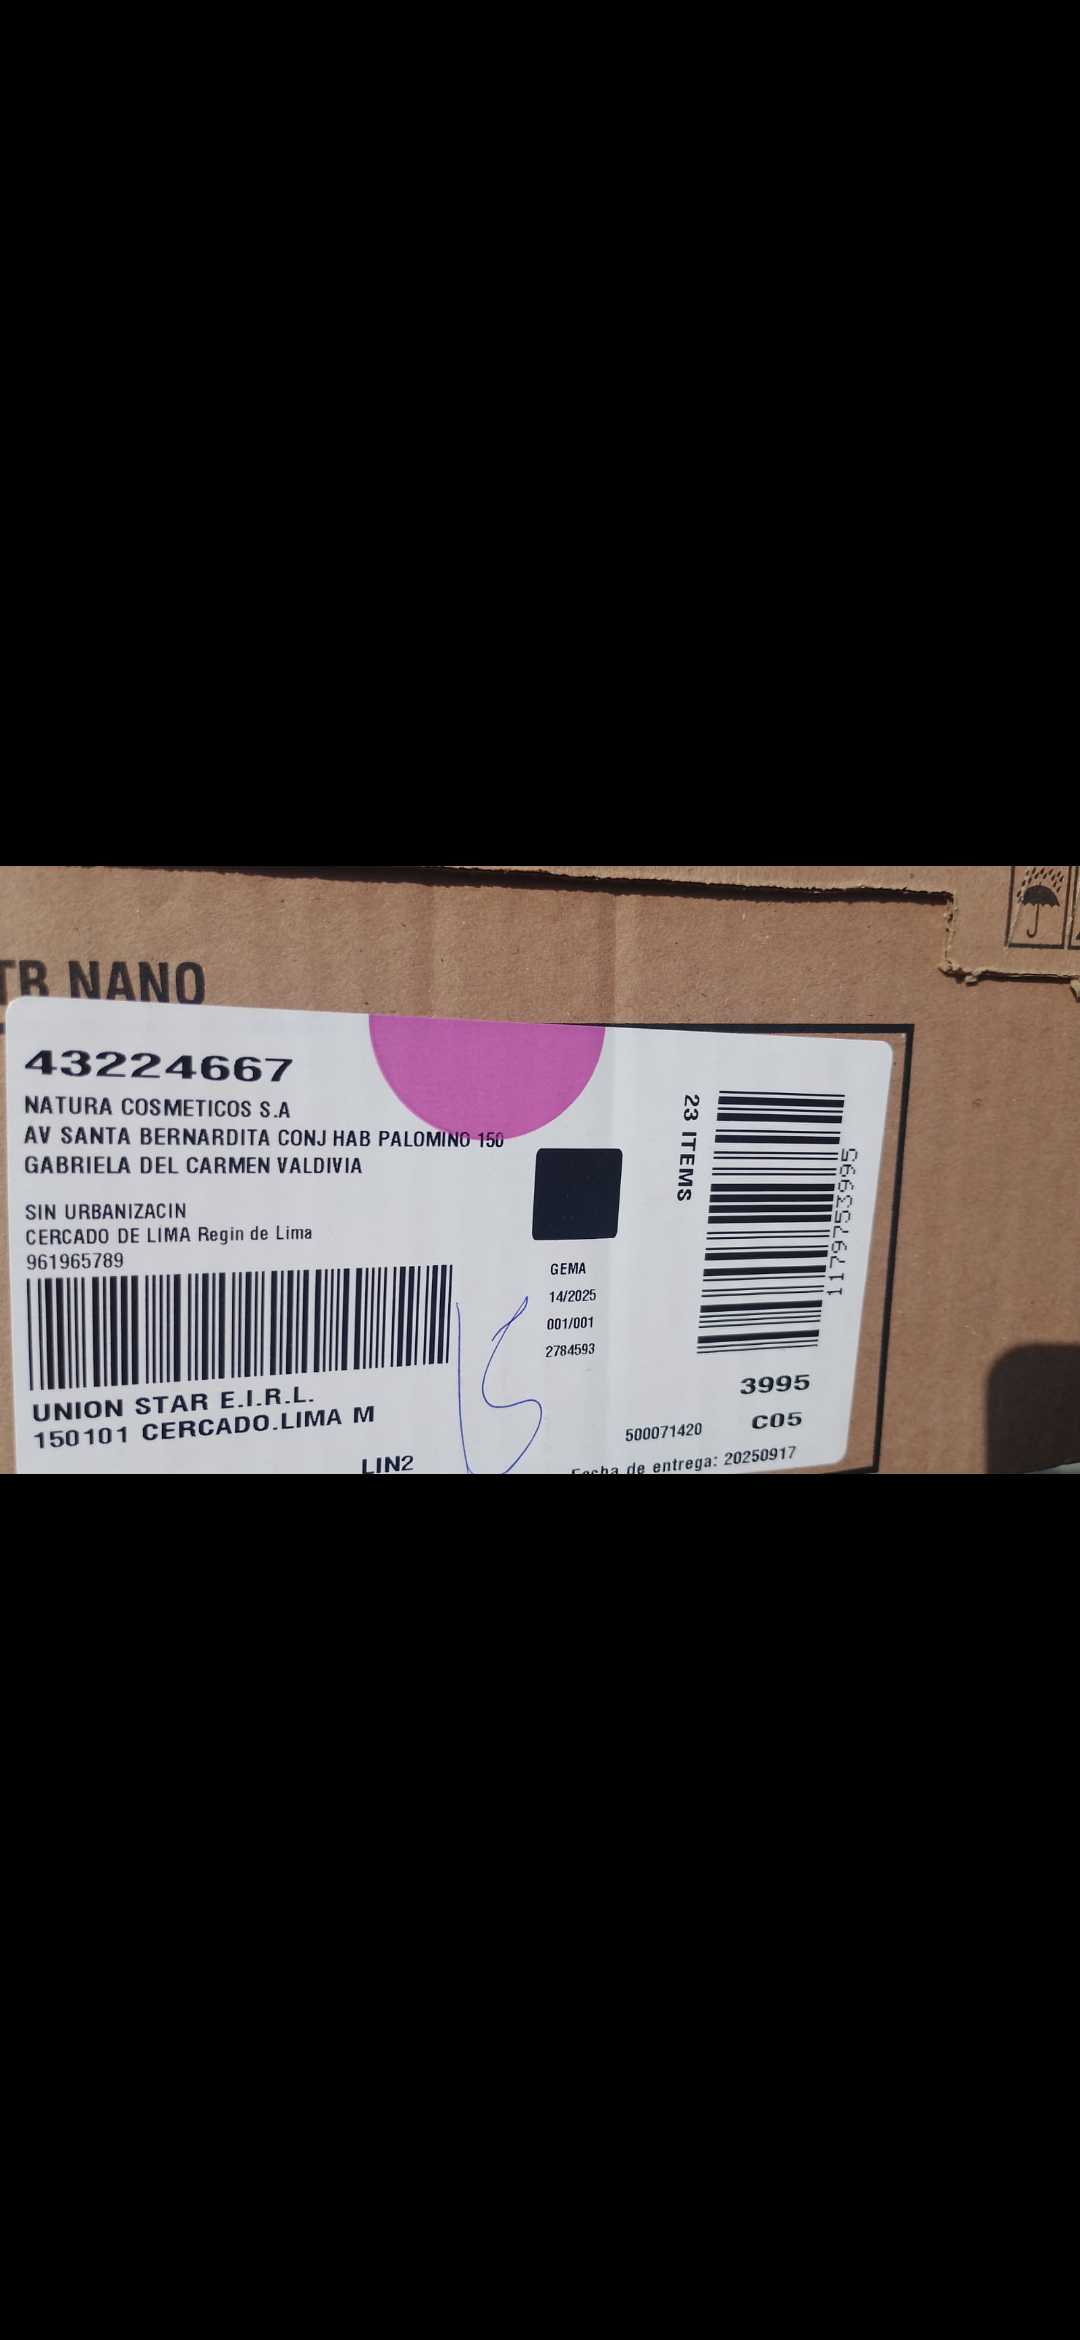 TR NANO
43224667
NATURA COSMETICOS S.A
AV SANTA BERNARDITA CONJ HAB PALOMINO 150
GABRIELA DEL CARMEN VALDIVIA
SIN URBANIZACIN
CERCADO DE LIMA Regin de Lima
961965789
UNION STAR E.I.R.L.
150101 CERCADO.LIMA M
LIN2
15
GEMA
14/2025
001/001
2784593
23 ITEMS
1179753995
3995
500071420 C05
Fecha de entrega: 20250917